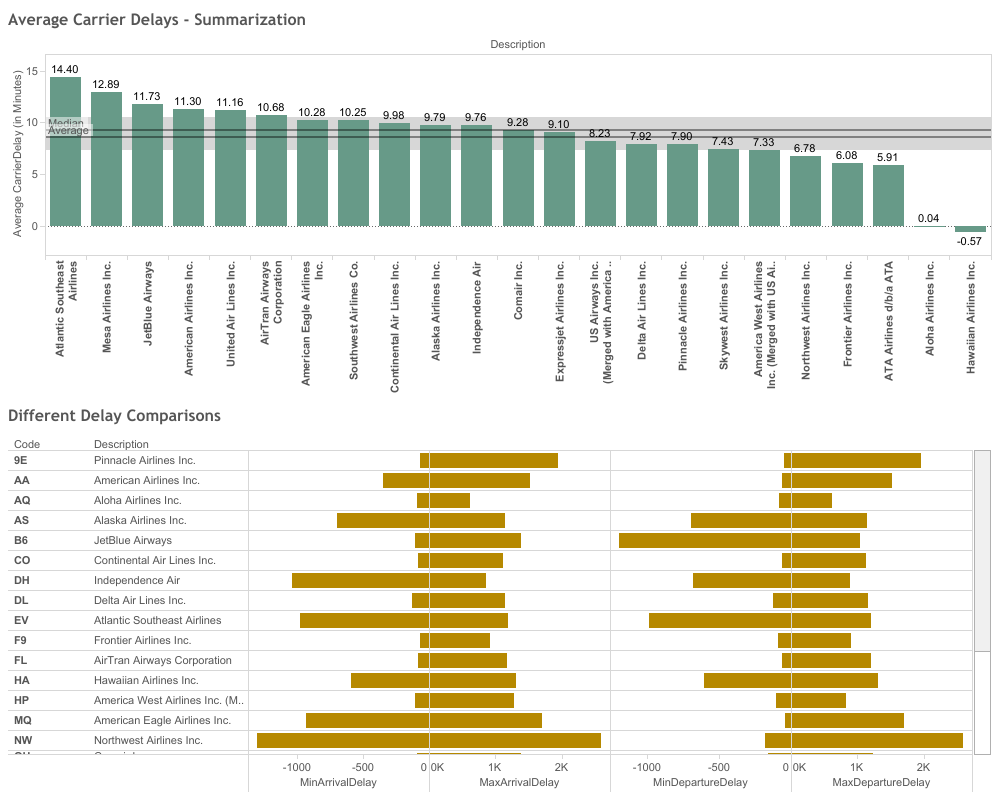 Average Carrier Delays - Summarization
Description
Average CarrierDelay (in Minutes)
15
10
5
0
Median
Average
14.40
12.89
11.73
11.30
11.16
10.68
10.28
10.25
9.98
9.79
9.76
9.28
9.10
8.23
7.92
7.90
7.43
7.33
6.78
6.08
5.91
0.04
-0.57
Atlantic Southeast
Airlines
Mesa Airlines Inc.
JetBlue Airways
American Airlines Inc.
United Air Lines Inc.
AirTran Airways
Corporation
American Eagle Airlines
Inc.
Southwest Airlines Co.
Continental Air Lines Inc.
Alaska Airlines Inc.
Independence Air
Comair Inc.
Expressjet Airlines Inc.
US Airways Inc.
(Merged with America ..
Delta Air Lines Inc.
Pinnacle Airlines Inc.
Skywest Airlines Inc.
America West Airlines
Inc. (Merged with US Ai..
Northwest Airlines Inc.
Frontier Airlines Inc.
ATA Airlines d/b/a ATA
Aloha Airlines Inc.
Hawaiian Airlines Inc.
Different Delay Comparisons
Code Description
9E Pinnacle Airlines Inc.
AA American Airlines Inc.
AQ Aloha Airlines Inc.
AS Alaska Airlines Inc.
B6 JetBlue Airways
CO Continental Air Lines Inc.
DH Independence Air
DL Delta Air Lines Inc.
EV Atlantic Southeast Airlines
F9 Frontier Airlines Inc.
FL AirTran Airways Corporation
HA Hawaiian Airlines Inc.
HP America West Airlines Inc. (M..
MQ American Eagle Airlines Inc.
NW Northwest Airlines Inc.
-1000 -500 0 0K 1K 2K -1000 -500 0 0K 1K 2K
MinArrivalDelay MaxArrivalDelay MinDepartureDelay MaxDepartureDelay